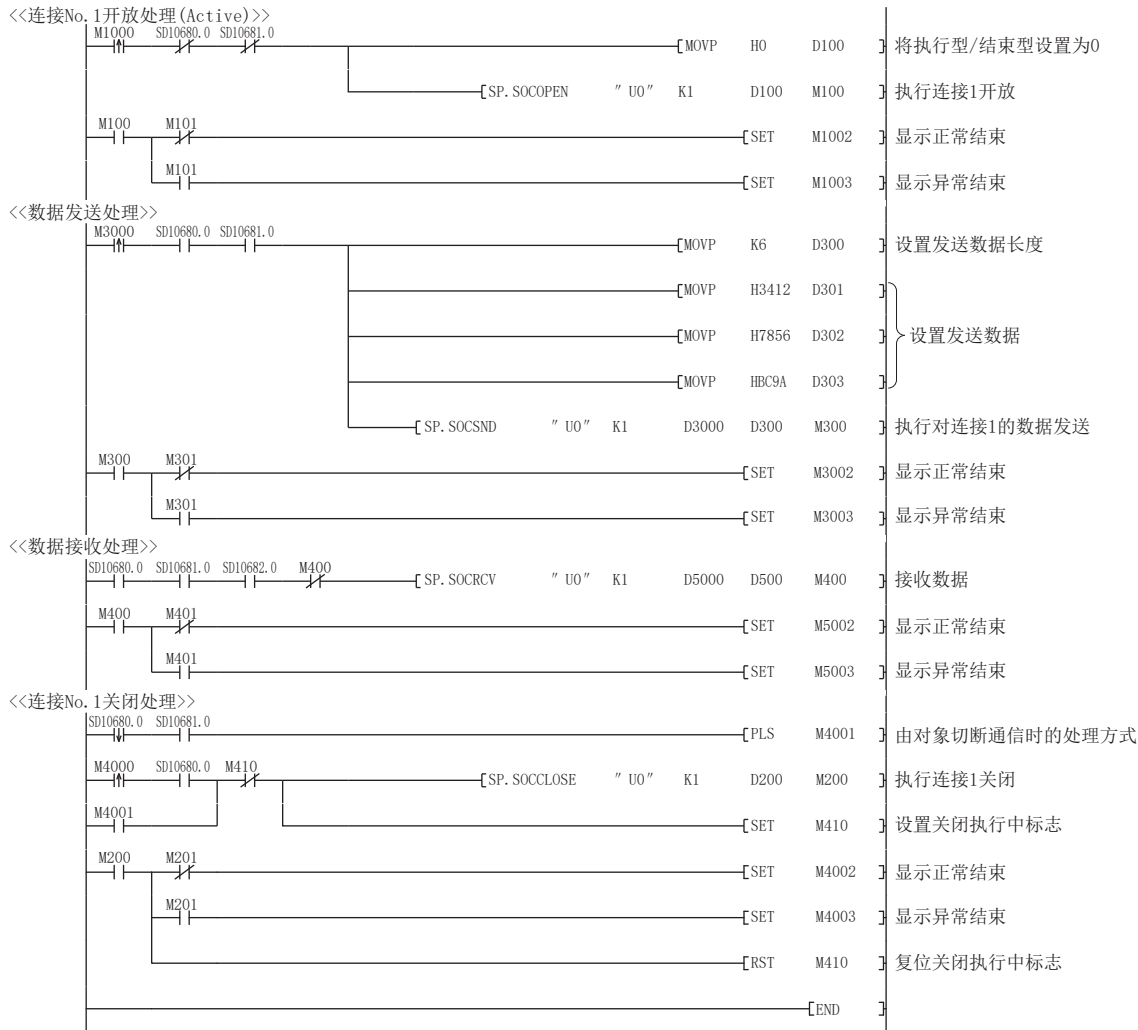 <<连接No.1开放处理(Active)>>
M1000 SD10680.0 SD10681.0
[MOVP H0 D100 ] 将执行型/结束型设置为0
[SP.SOCOPEN "U0" K1 D100 M100 ] 执行连接1开放
M100 M101
[SET M1002 ] 显示正常结束
M101
[SET M1003 ] 显示异常结束
<<数据发送处理>>
M3000 SD10680.0 SD10681.0
[MOVP K6 D300 ] 设置发送数据长度
[MOVP H3412 D301 ]
[MOVP H7856 D302 ] 设置发送数据
[MOVP HBC9A D303 ]
[SP.SOCSND "U0" K1 D3000 D300 M300 ] 执行对连接1的数据发送
M300 M301
[SET M3002 ] 显示正常结束
M301
[SET M3003 ] 显示异常结束
<<数据接收处理>>
SD10680.0 SD10681.0 SD10682.0 M400
[SP.SOCRCV "U0" K1 D5000 D500 M400 ] 接收数据
M400 M401
[SET M5002 ] 显示正常结束
M401
[SET M5003 ] 显示异常结束
<<连接No.1关闭处理>>
SD10680.0 SD10681.0
[PLS M4001 ] 由对象切断通信时的处理方式
M4000 SD10680.0 M410
[SP.SOCCLOSE "U0" K1 D200 M200 ] 执行连接1关闭
M4001
[SET M410 ] 设置关闭执行中标志
M200 M201
[SET M4002 ] 显示正常结束
M201
[SET M4003 ] 显示异常结束
[RST M410 ] 复位关闭执行中标志
[END ]